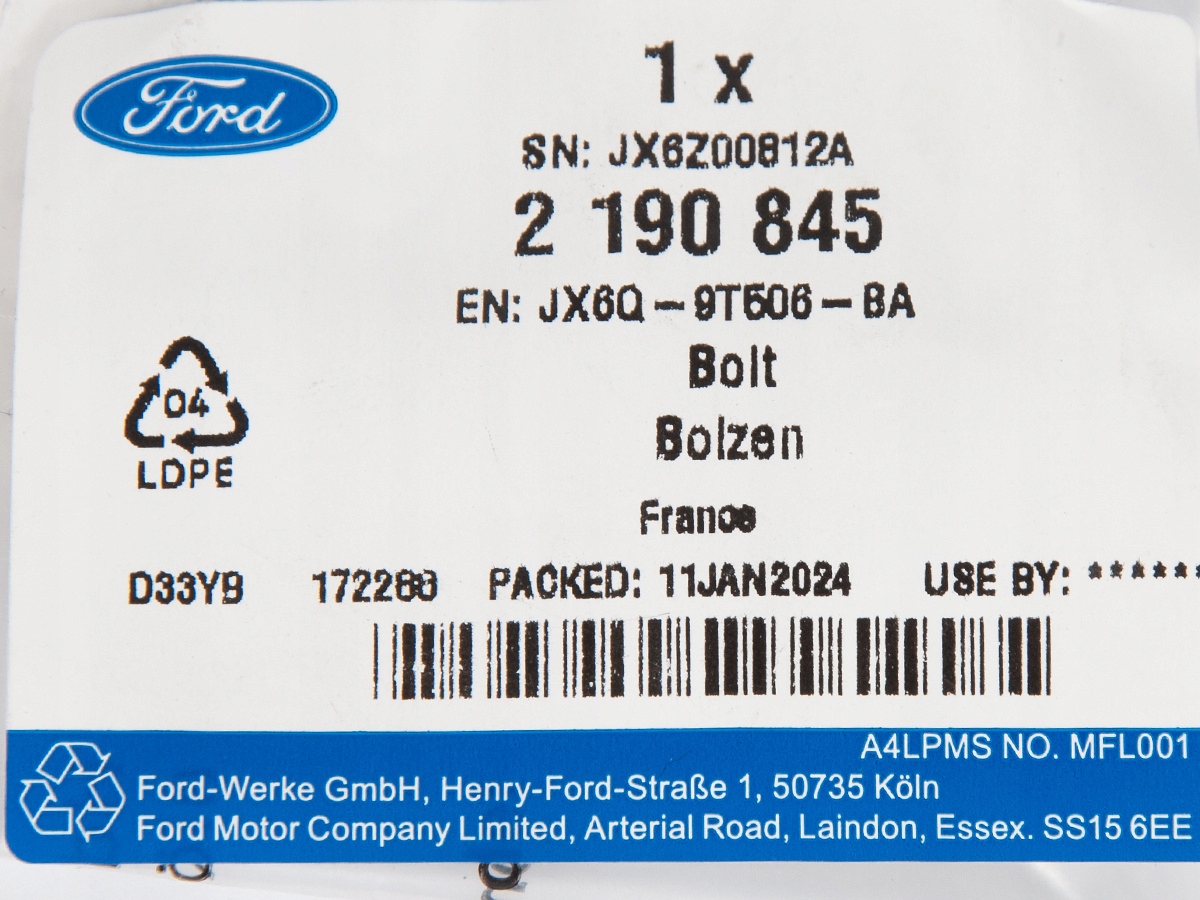 Ford
1 x
SN: JX6Z00812A
2 190 845
EN: JX6Q – 9T506 – BA
Bolt
Bolzen
04
LDPE
France
D33YB PACKED: 11JAN2024 USE BY: ******
A4LPMS NO. MFL001
Ford-Werke GmbH, Henry-Ford-Straße 1, 50735 Köln
Ford Motor Company Limited, Arterial Road, Laindon, Essex. SS15 6EE